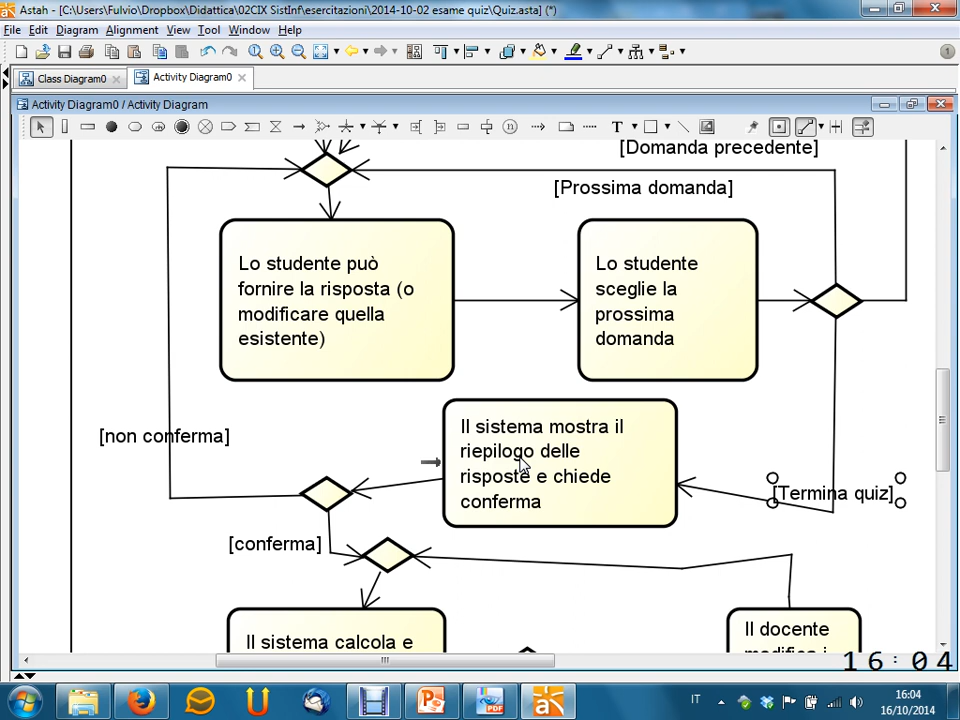 Astah - [C:\Users\Fulvio\Dropbox\Didattica\02CIX SistInf\esercitazioni\2014-10-02 esame quiz\Quiz.asta] (*)
File Edit Diagram Alignment View Tool Window Help
1
Class Diagram0
Activity Diagram0
Activity Diagram0 / Activity Diagram
[Domanda precedente]
[Prossima domanda]
Lo studente può
fornire la risposta (o
modificare quella
esistente)
Lo studente
sceglie la
prossima
domanda
[non conferma]
Il sistema mostra il
riepilogo delle
risposte e chiede
conferma
[Termina quiz]
[conferma]
Il sistema calcola e
Il docente
modifica i
16:04
IT
16:04
16/10/2014